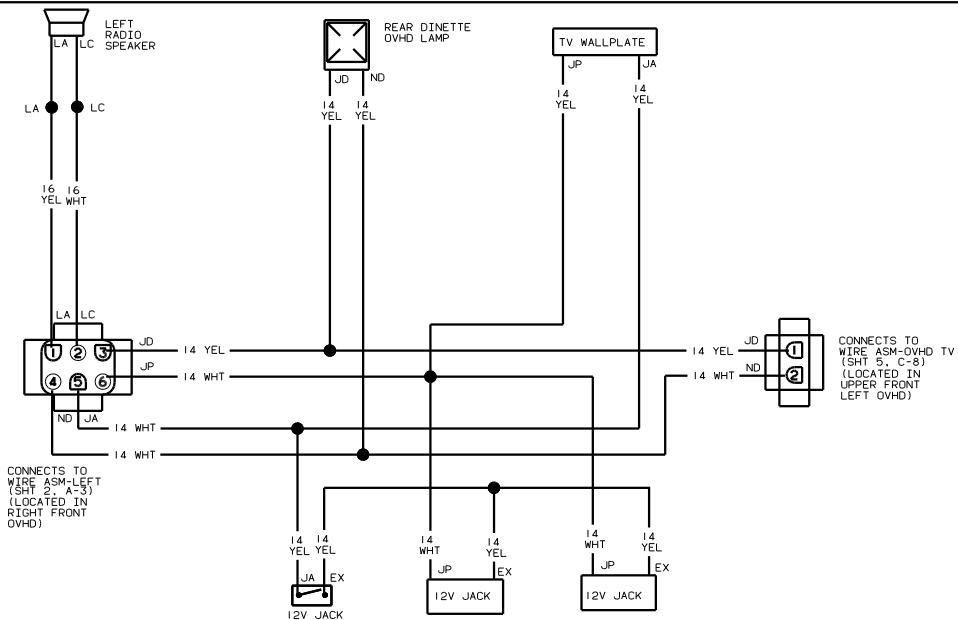 LEFT
RADIO
SPEAKER
LA LC
LA
LC
16
YEL
16
WHT
LA LC
1 2 3
4 5 6
ND JA
REAR DINETTE
OVHD LAMP
JD
ND
14
YEL
14
YEL
TV WALLPLATE
JP
JA
14
YEL
14
YEL
JD
14 YEL
JP
14 WHT
14 WHT
14 WHT
14 YEL
JD
14 WHT
ND
1
2
CONNECTS TO
WIRE ASM-OVHD TV
(SHT 5, C-8)
(LOCATED IN
UPPER FRONT
LEFT OVHD)
CONNECTS TO
WIRE ASM-LEFT
(SHT 2, A-3)
(LOCATED IN
RIGHT FRONT
OVHD)
14
YEL
14
YEL
JA EX
12V JACK
14
WHT
14
YEL
JP
EX
12V JACK
14
WHT
14
YEL
JP
EX
12V JACK